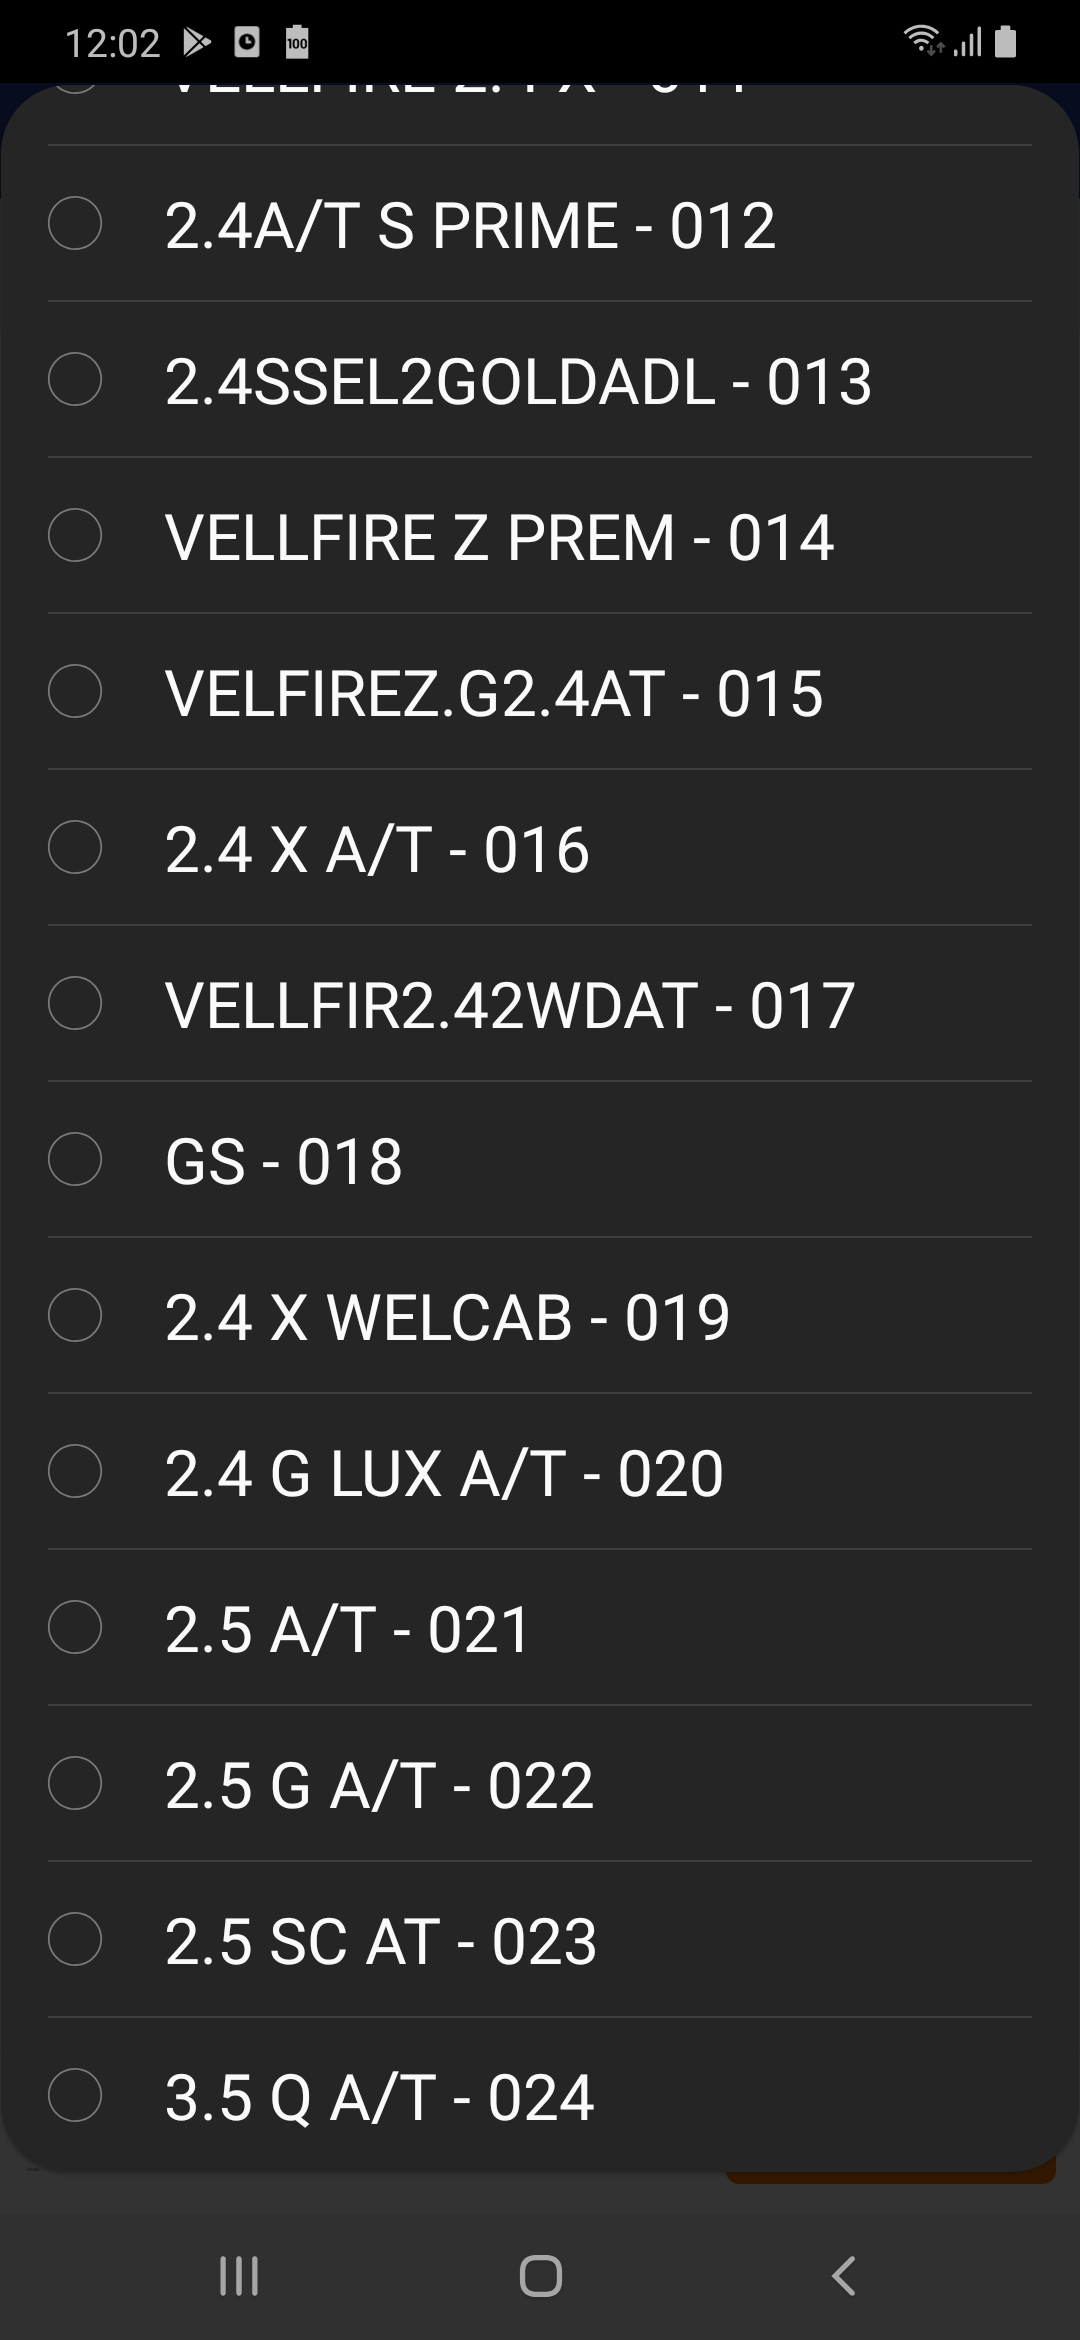 12:02
100
2.4A/T S PRIME - 012
2.4SSEL2GOLDADL - 013
VELLFIRE Z PREM - 014
VELFIREZ.G2.4AT - 015
2.4 X A/T - 016
VELLFIR2.42WDAT - 017
GS - 018
2.4 X WELCAB - 019
2.4 G LUX A/T - 020
2.5 A/T - 021
2.5 G A/T - 022
2.5 SC AT - 023
3.5 Q A/T - 024